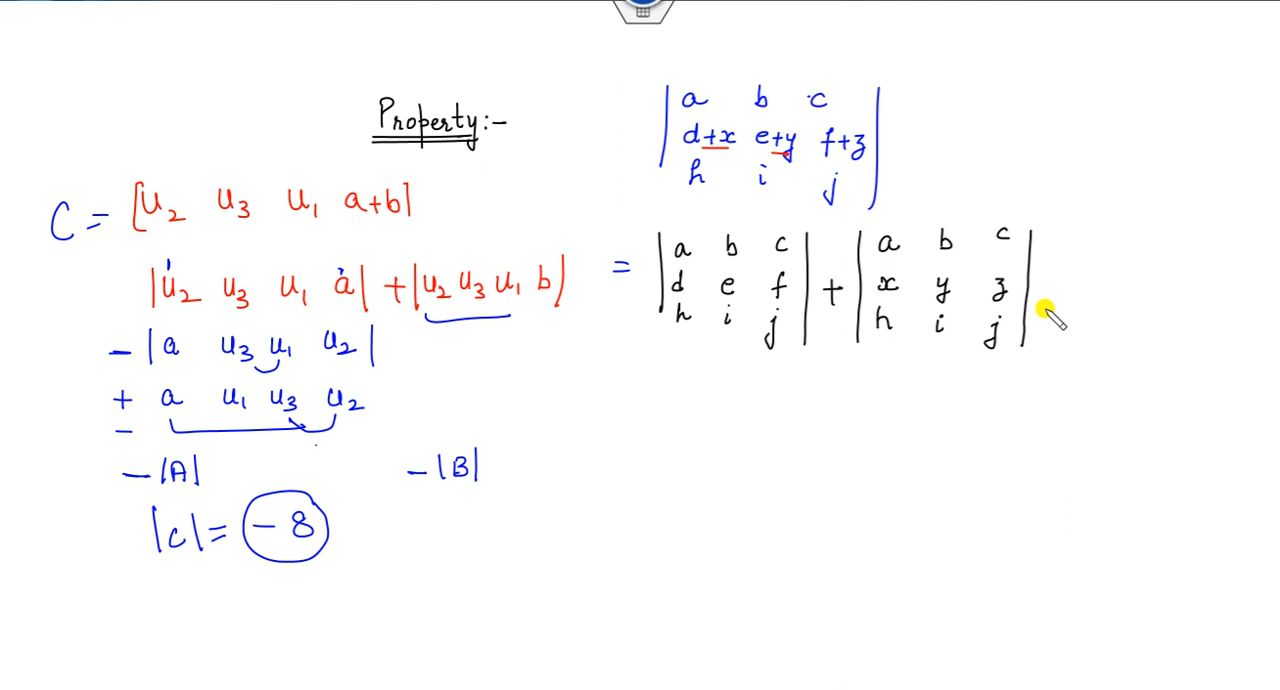 Property:-
C = [u₂ u₃ u₁ a+b]
|u₂ u₃ u₁ a| + |u₂ u₃ u₁ b|
- |a u₃ u₁ u₂|
+ a u₁ u₃ u₂
-
- |A| - |B|
|c| = - 8
| a b c |
| d+x e+y f+z |
| h i j |
= | a b c | + | a b c |
| d e f | | x y z |
| h i j | | h i j |